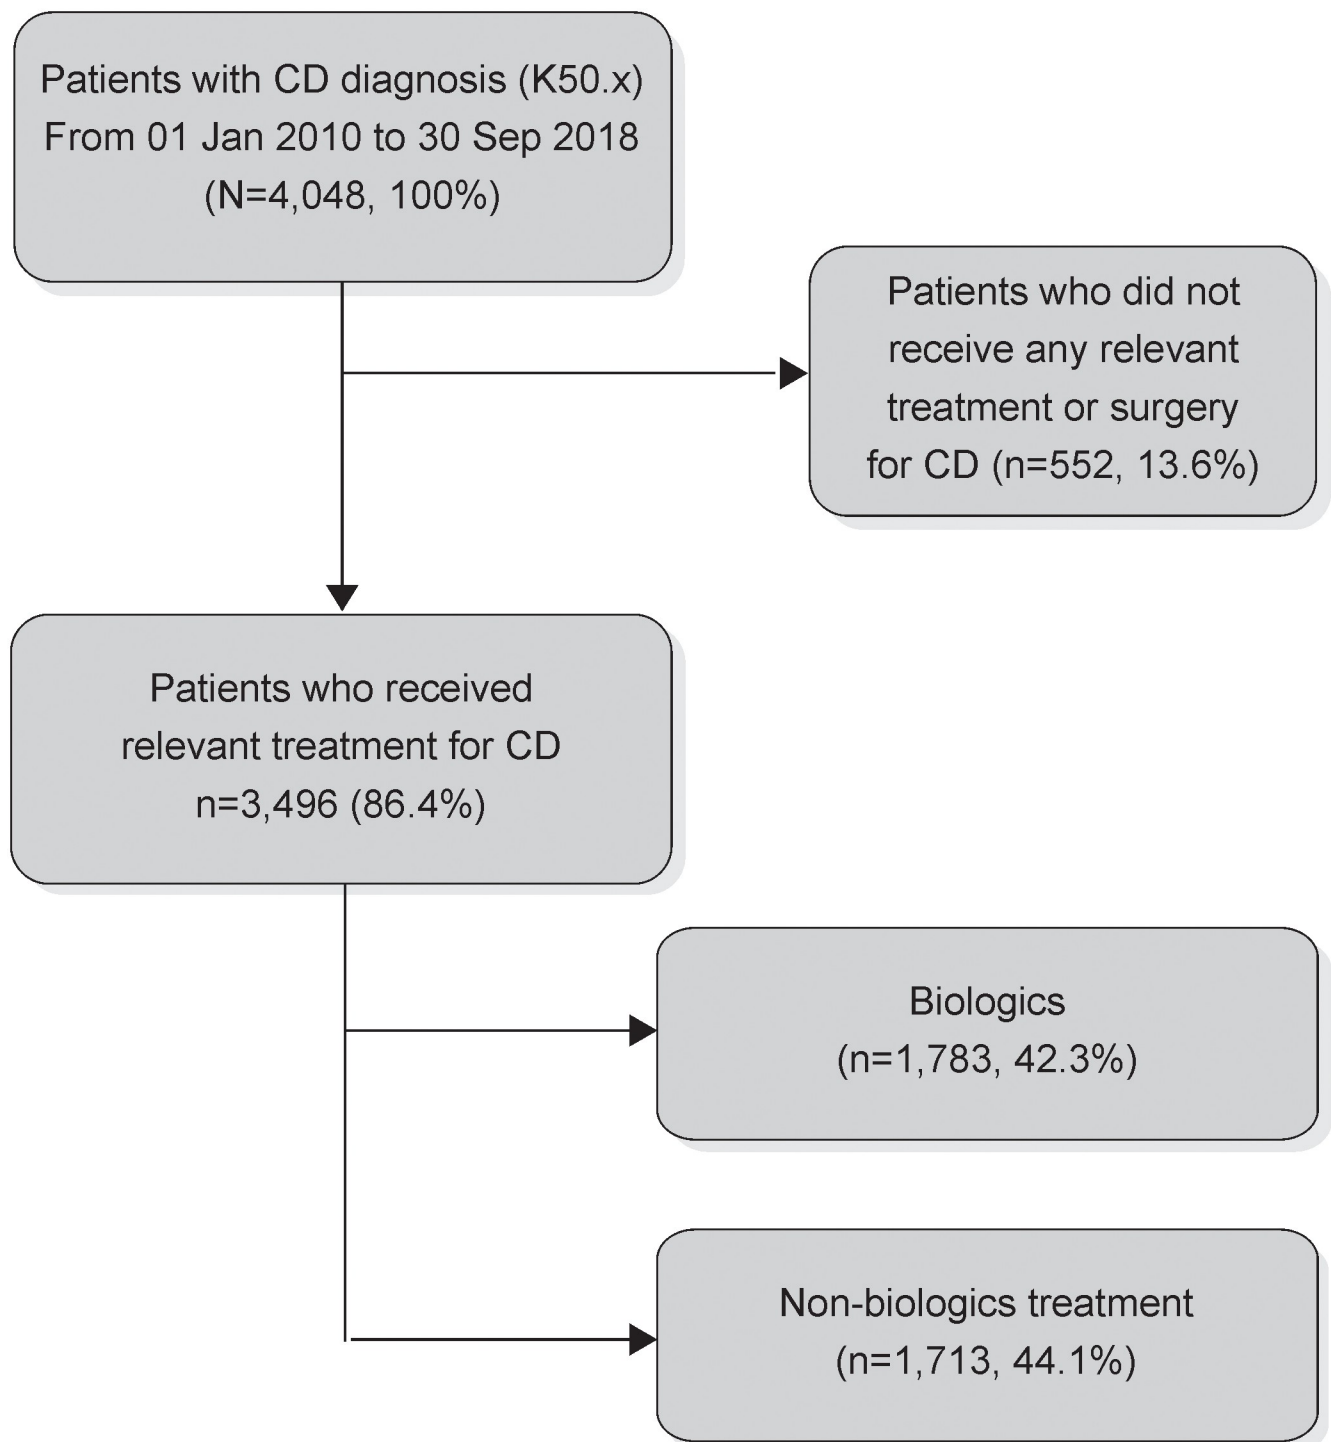 Patients with CD diagnosis (K50.x)
From 01 Jan 2010 to 30 Sep 2018
(N=4,048, 100%)
Patients who did not
receive any relevant
treatment or surgery
for CD (n=552, 13.6%)
Patients who received
relevant treatment for CD
n=3,496 (86.4%)
Biologics
(n=1,783, 42.3%)
Non-biologics treatment
(n=1,713, 44.1%)